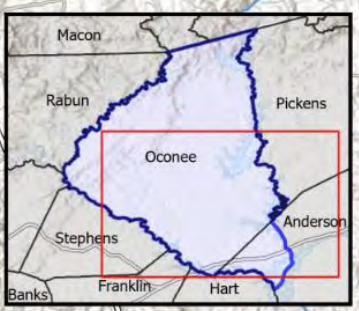 Macon
Rabun
Pickens
Oconee
Anderson
Stephens
Franklin
Hart
Banks